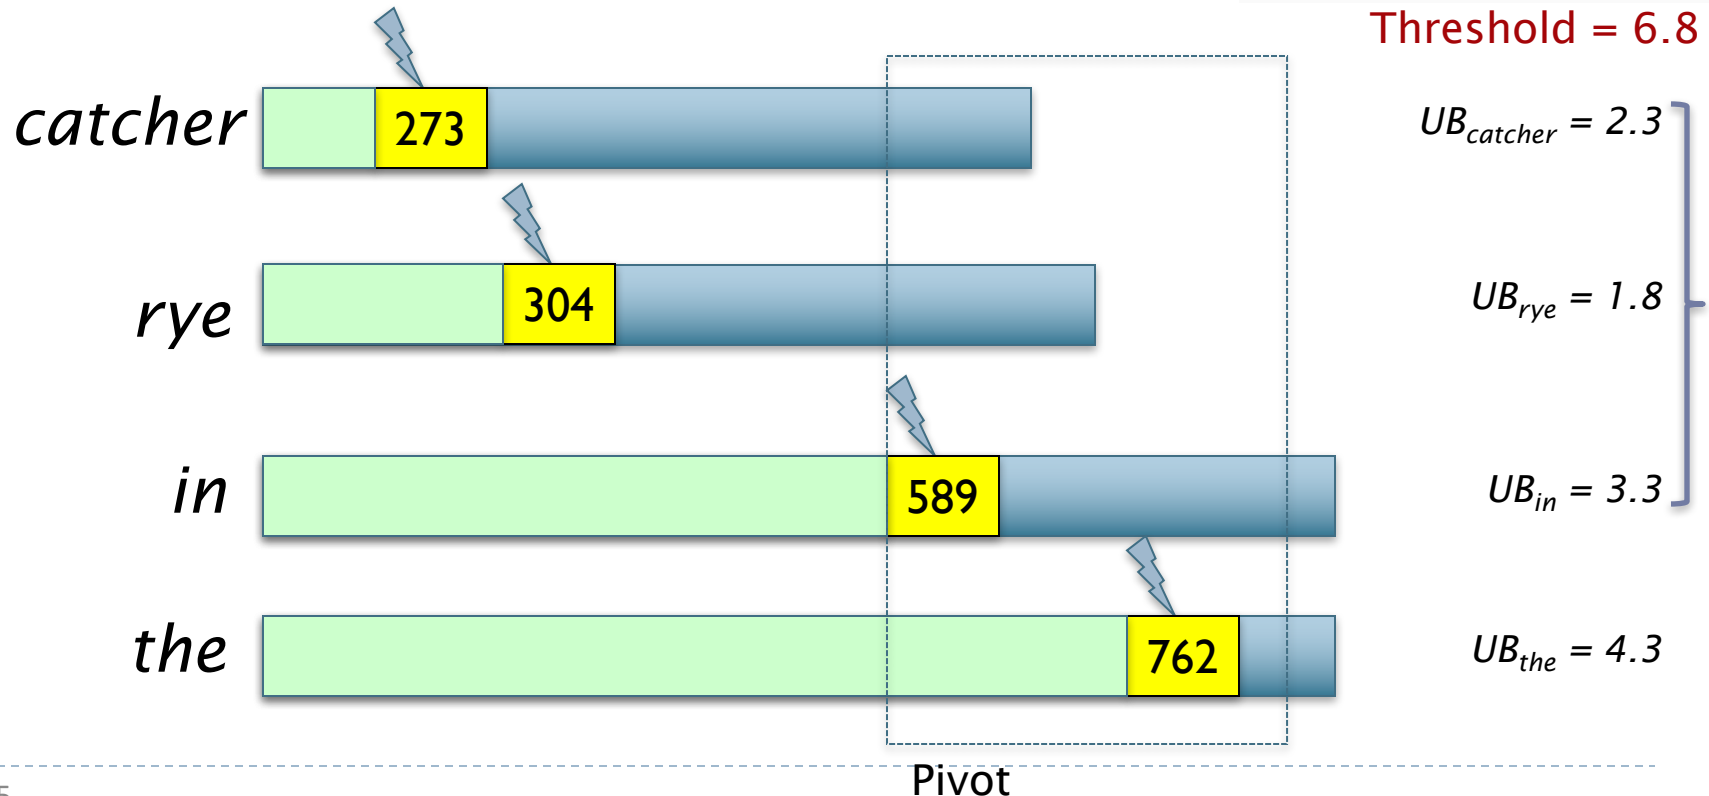 Threshold = 6.8
catcher 273 UBcatcher = 2.3
rye 304 UBrye = 1.8
in 589 UBin = 3.3
the 762 UBthe = 4.3
Pivot